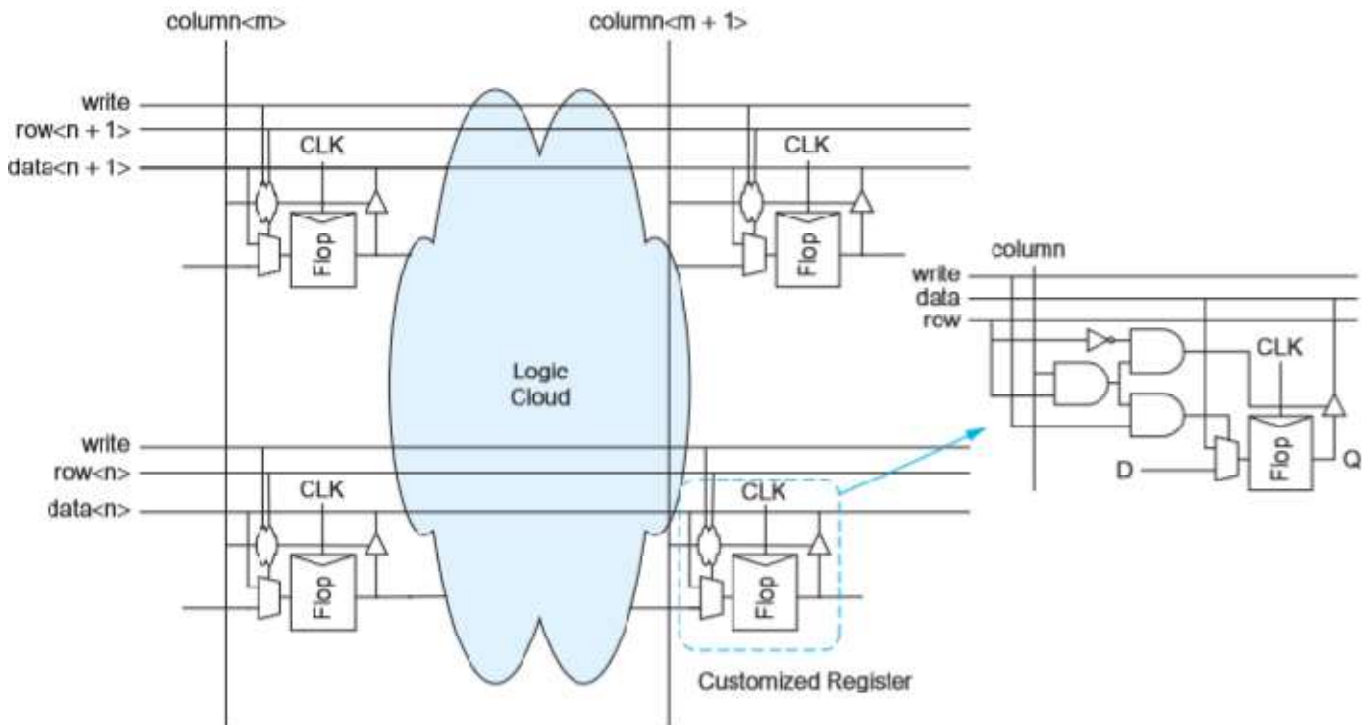 column<m>
column<m + 1>
write
row<n + 1>
CLK
CLK
data<n + 1>
Flop
Flop
column
write
data
row
CLK
Logic
Cloud
Flop
D
Q
write
row<n>
CLK
CLK
data<n>
Flop
Flop
Customized Register